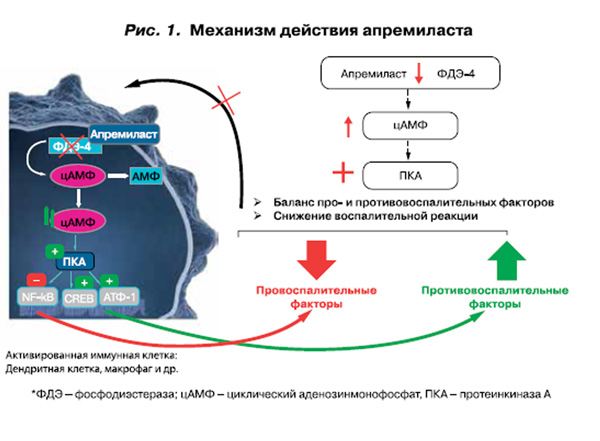 Рис. 1. Механизм действия апремиласта
Апремиласт ФДЭ-4
цАМФ
ПКА
Баланс про- и противовоспалительных факторов
Снижение воспалительной реакции
Провоспалительные
факторы
Противовоспалительные
факторы
Апремиласт
ФДЭ-4
цАМФ
АМФ
цАМФ
+
ПКА
–
+
+
NF-kB
CREB
АТФ-1
Активированная иммунная клетка:
Дендритная клетка, макрофаг и др.
*ФДЭ – фосфодиэстераза; цАМФ – циклический аденозинмонофосфат, ПКА – протеинкиназа А